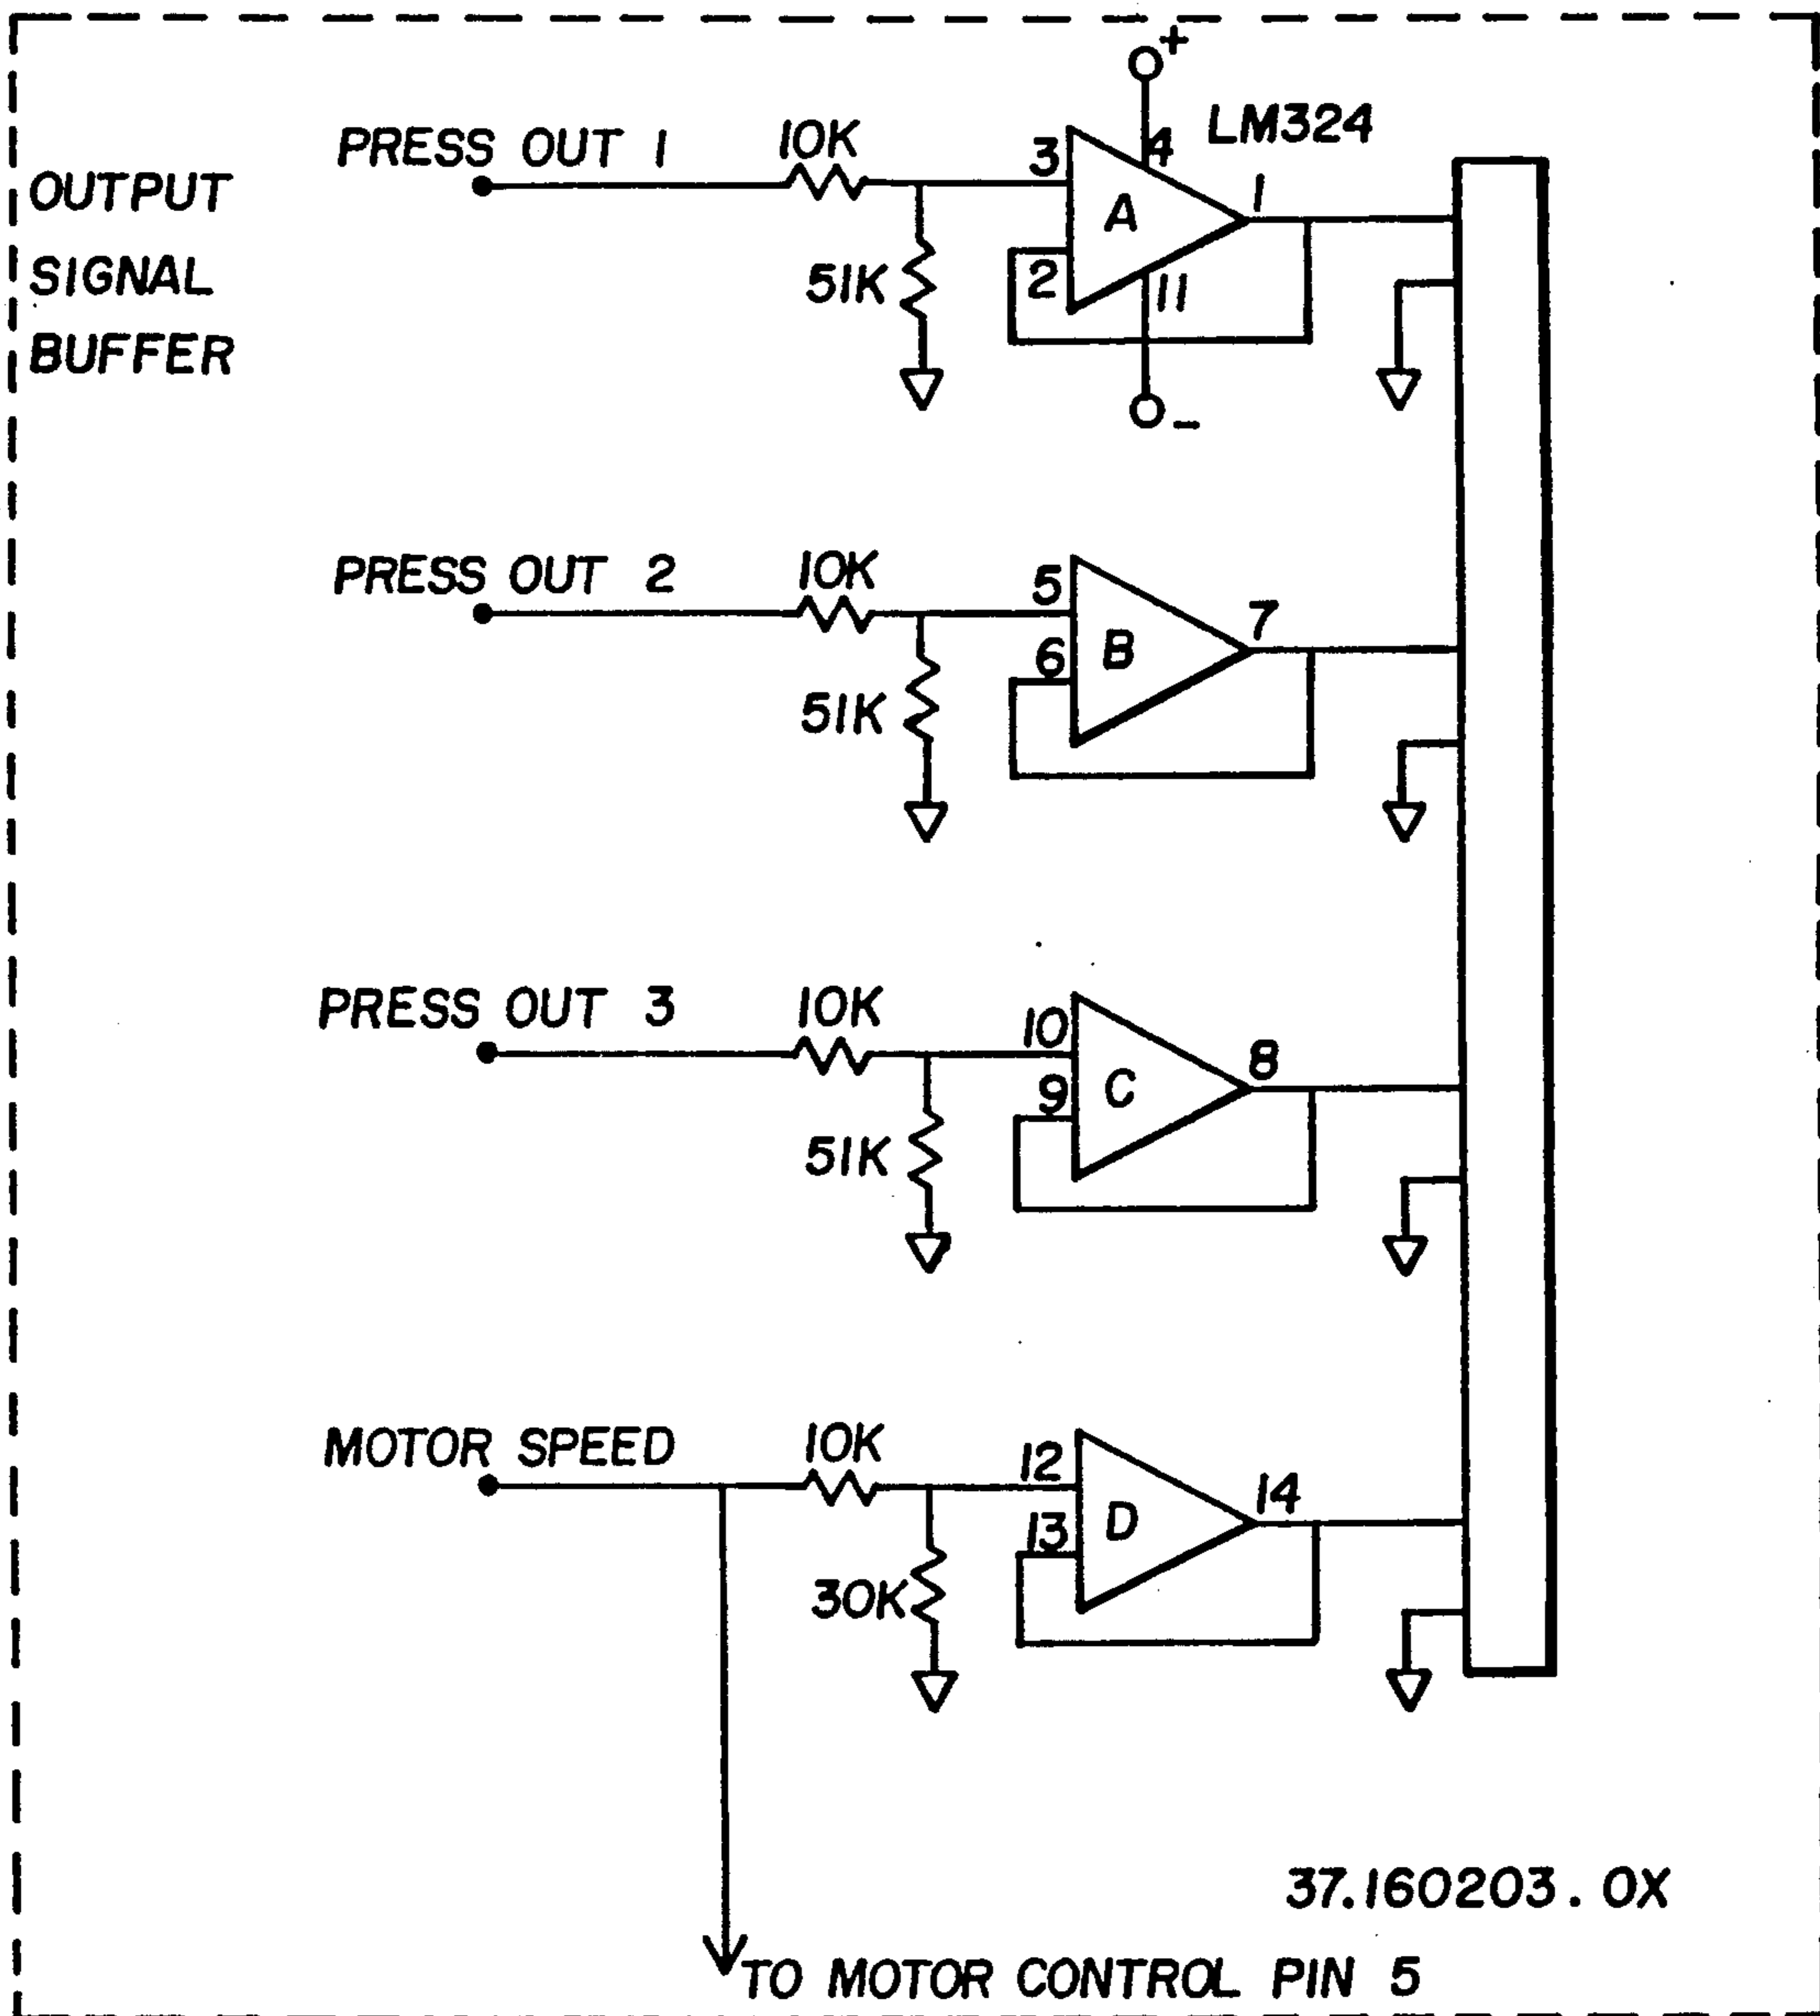 OUTPUT
SIGNAL
BUFFER
PRESS OUT 1
10K
51K
3
2
A
4
11
1
LM324
+
-
PRESS OUT 2
10K
51K
5
6
B
7
PRESS OUT 3
10K
51K
10
9
C
8
MOTOR SPEED
10K
30K
12
13
D
14
37.160203.0X
TO MOTOR CONTROL PIN 5